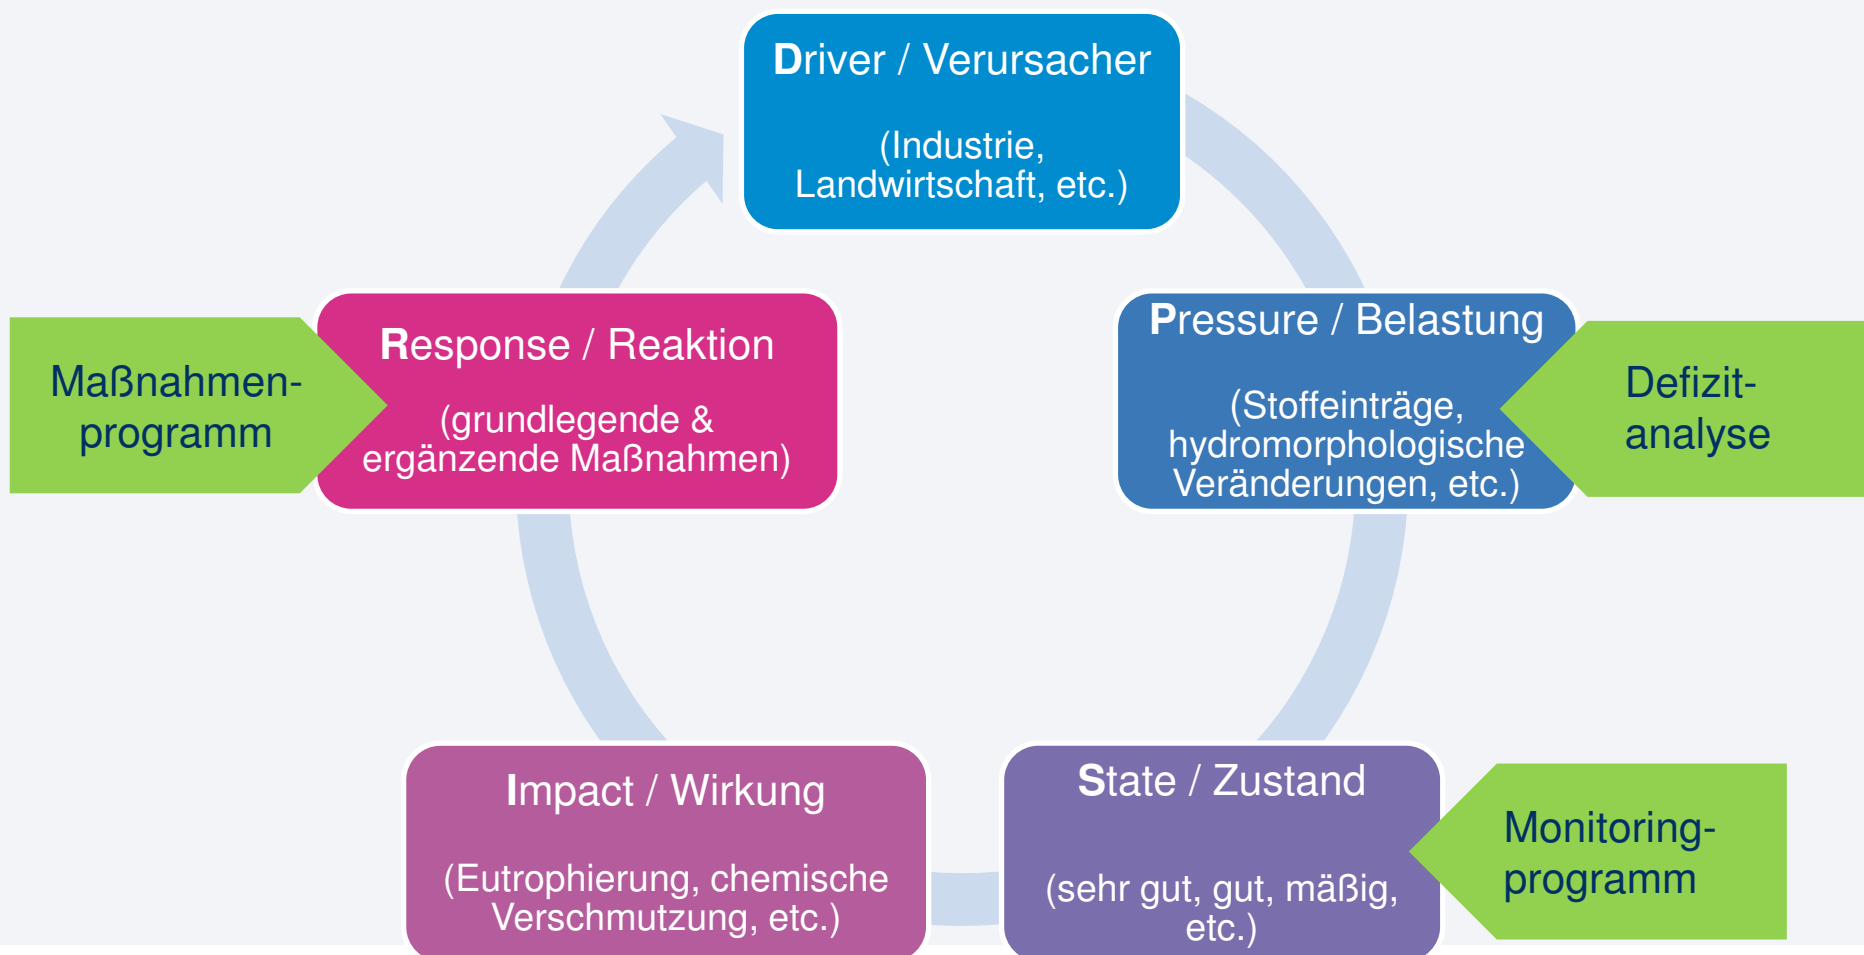 Driver / Verursacher
(Industrie,
Landwirtschaft, etc.)
Pressure / Belastung
(Stoffeinträge,
hydromorphologische
Veränderungen, etc.)
Defizit-
analyse
State / Zustand
(sehr gut, gut, mäßig,
etc.)
Monitoring-
programm
Impact / Wirkung
(Eutrophierung, chemische
Verschmutzung, etc.)
Response / Reaktion
(grundlegende &
ergänzende Maßnahmen)
Maßnahmen-
programm